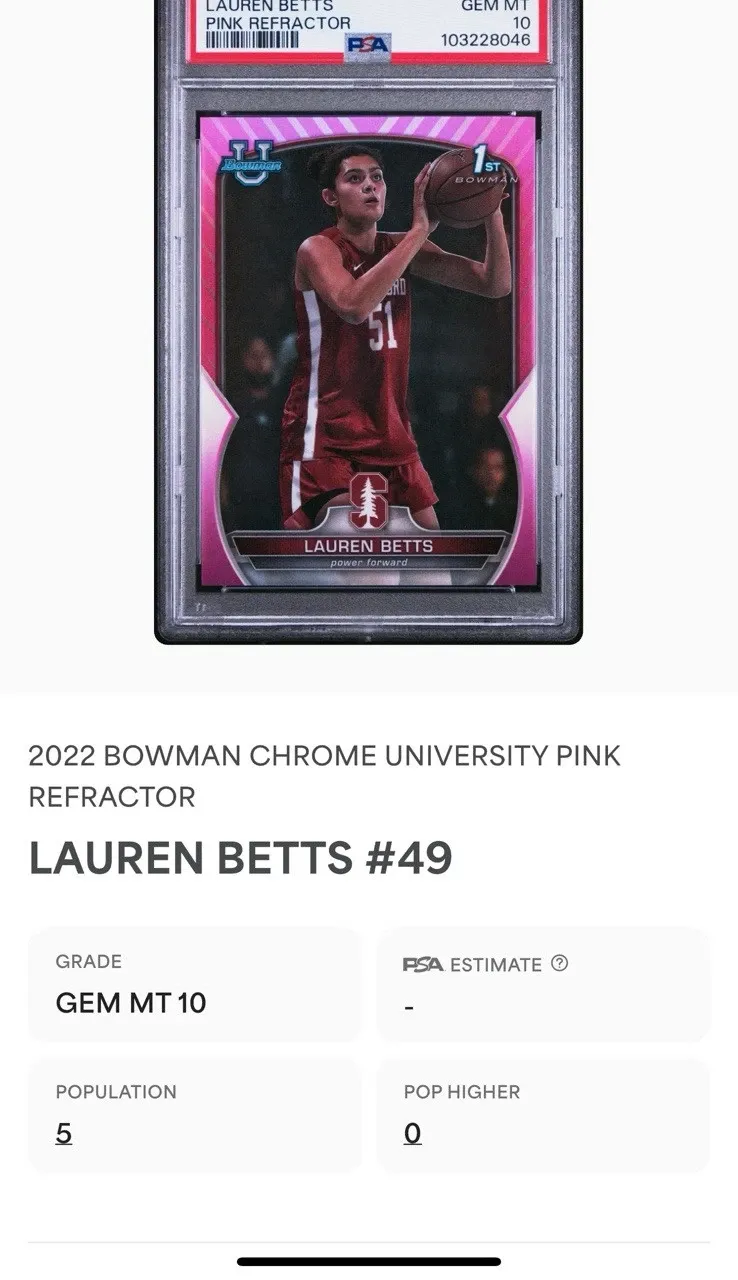 LAUREN BETTS GEM MT
PINK REFRACTOR 10
PSA 103228046
U
Bowman
1ST
BOWMAN
51
S
LAUREN BETTS
power forward
2022 BOWMAN CHROME UNIVERSITY PINK
REFRACTOR
LAUREN BETTS #49
GRADE
GEM MT 10
PSA ESTIMATE ?
-
POPULATION
5
POP HIGHER
0